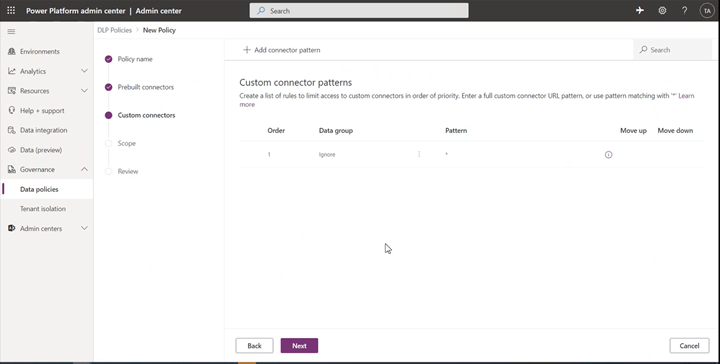 Power Platform admin center | Admin center
Search
TA
DLP Policies > New Policy
Environments
Analytics
Resources
Help + support
Data integration
Data (preview)
Governance
Data policies
Tenant isolation
Admin centers
Policy name
Prebuilt connectors
Custom connectors
Scope
Review
+ Add connector pattern
Search
Custom connector patterns
Create a list of rules to limit access to custom connectors in order of priority. Enter a full custom connector URL pattern, or use pattern matching with '*' Learn
more
Order Data group Pattern Move up Move down
1 Ignore *
Back Next Cancel